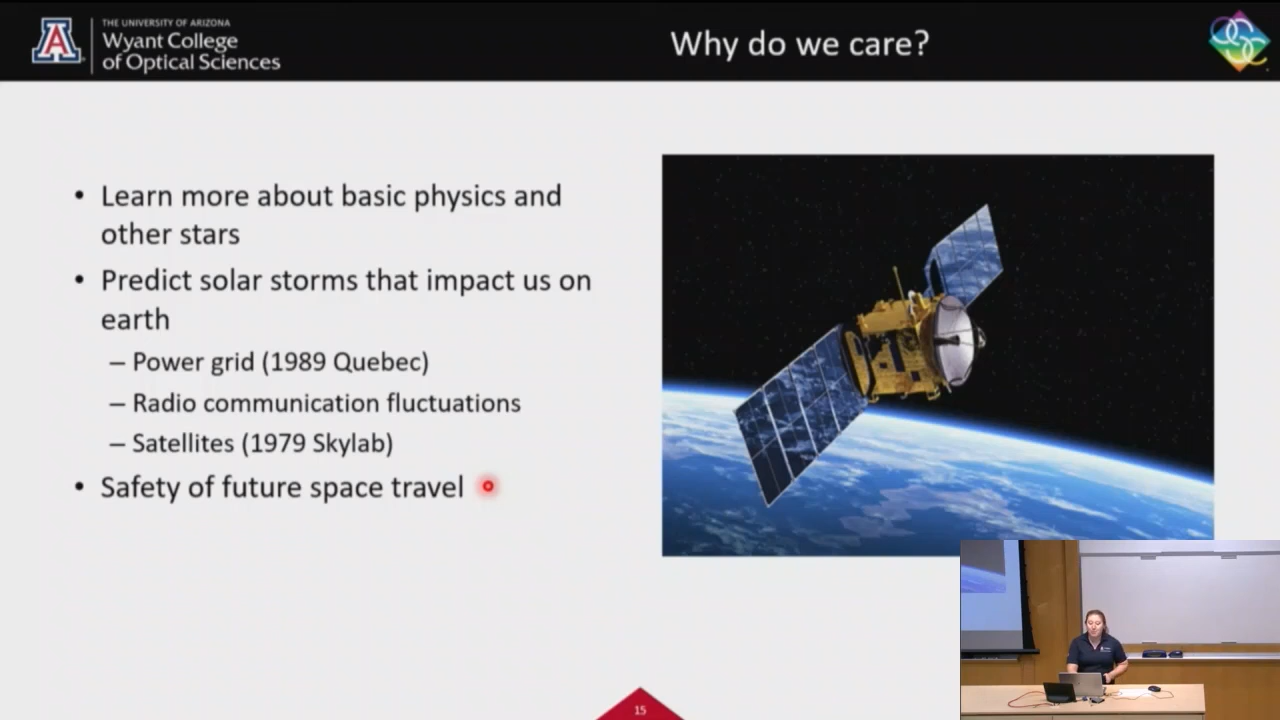 THE UNIVERSITY OF ARIZONA
Wyant College
of Optical Sciences
Why do we care?
• Learn more about basic physics and
other stars
• Predict solar storms that impact us on
earth
– Power grid (1989 Quebec)
– Radio communication fluctuations
– Satellites (1979 Skylab)
• Safety of future space travel
15